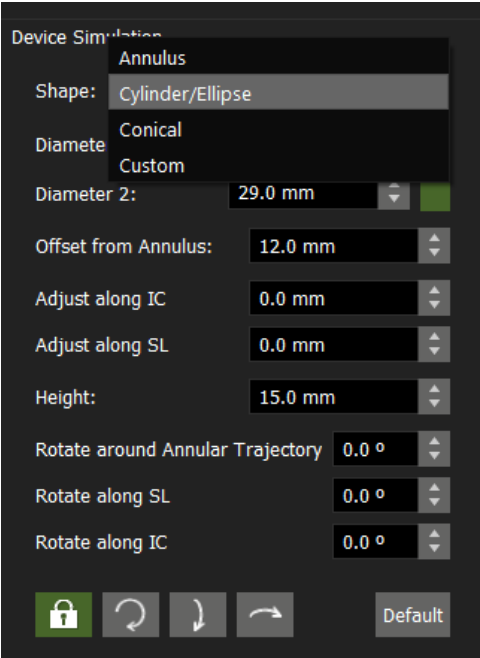 Device Simulation
Annulus
Shape:
Cylinder/Ellipse
Conical
Diamete
Custom
Diameter 2: 29.0 mm
Offset from Annulus: 12.0 mm
Adjust along IC 0.0 mm
Adjust along SL 0.0 mm
Height: 15.0 mm
Rotate around Annular Trajectory 0.0 º
Rotate along SL 0.0 º
Rotate along IC 0.0 º
Default